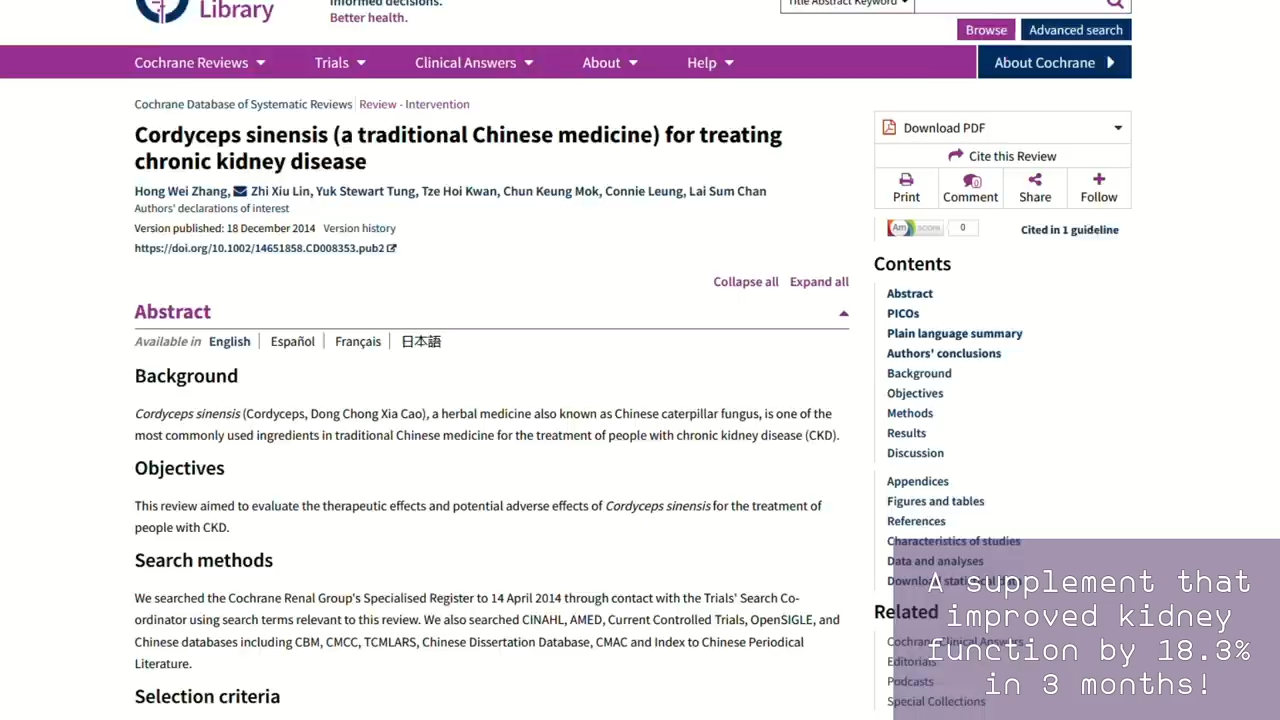 Library
Informed decisions.
Better health.
Title Abstract Keyword
Browse
Advanced search
Cochrane Reviews
Trials
Clinical Answers
About
Help
About Cochrane
Cochrane Database of Systematic Reviews
Review - Intervention
Cordyceps sinensis (a traditional Chinese medicine) for treating
chronic kidney disease
Hong Wei Zhang, Zhi Xiu Lin, Yuk Stewart Tung, Tze Hoi Kwan, Chun Keung Mok, Connie Leung, Lai Sum Chan
Authors' declarations of interest
Version published: 18 December 2014 Version history
https://doi.org/10.1002/14651858.CD008353.pub2
Collapse all Expand all
Abstract
Available in English Español Français 日本語
Background
Cordyceps sinensis (Cordyceps, Dong Chong Xia Cao), a herbal medicine also known as Chinese caterpillar fungus, is one of the
most commonly used ingredients in traditional Chinese medicine for the treatment of people with chronic kidney disease (CKD).
Objectives
This review aimed to evaluate the therapeutic effects and potential adverse effects of Cordyceps sinensis for the treatment of
people with CKD.
Search methods
We searched the Cochrane Renal Group's Specialised Register to 14 April 2014 through contact with the Trials' Search Co-
ordinator using search terms relevant to this review. We also searched CINAHL, AMED, Current Controlled Trials, OpenSIGLE, and
Chinese databases including CBM, CMCC, TCMLARS, Chinese Dissertation Database, CMAC and Index to Chinese Periodical
Literature.
Selection criteria
Download PDF
Cite this Review
Print
Comment
0
Share
Follow
Am score 0
Cited in 1 guideline
Contents
Abstract
PICOs
Plain language summary
Authors' conclusions
Background
Objectives
Methods
Results
Discussion
Appendices
Figures and tables
References
Characteristics of studies
Data and analyses
Download statistical data
Related
Cochrane Clinical Answers
Editorials
Podcasts
Special Collections
A supplement that
improved kidney
function by 18.3%
in 3 months!